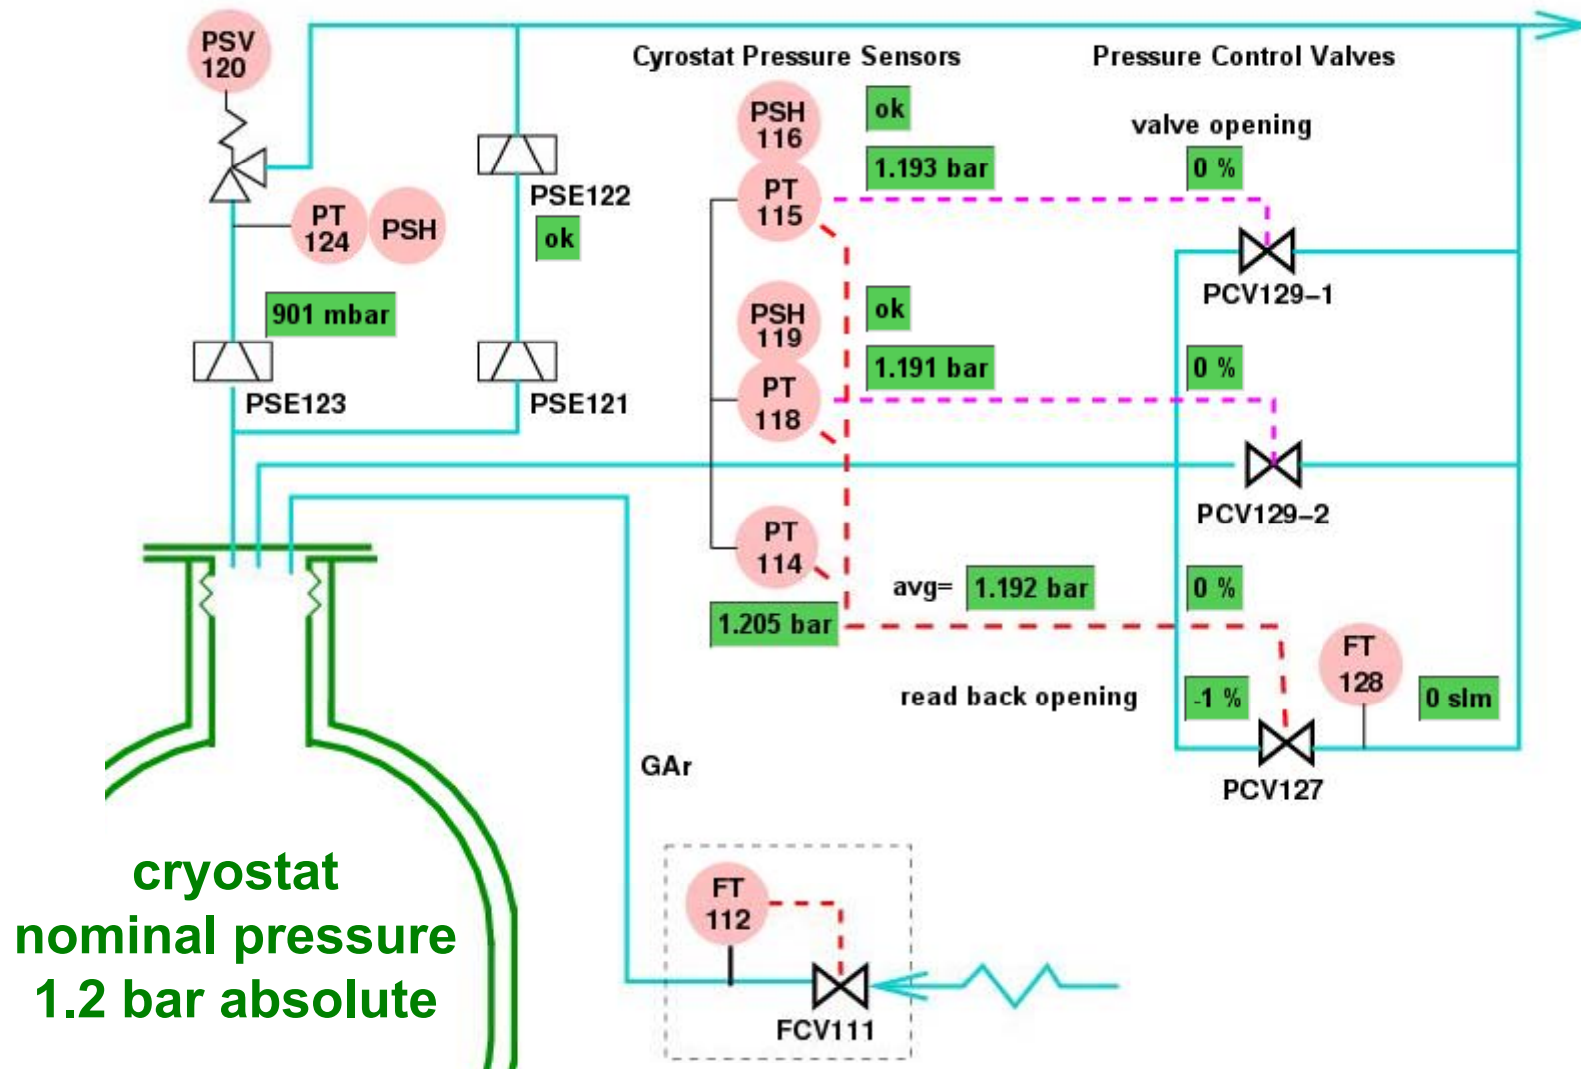 PSV
120
Cyrostat Pressure Sensors
Pressure Control Valves
PSH
116
ok
valve opening
1.193 bar
0 %
PT
115
PSE122
ok
PT
124
PSH
PCV129-1
901 mbar
PSE123
PSE121
PSH
119
ok
1.191 bar
0 %
PT
118
PCV129-2
PT
114
1.205 bar
avg=
1.192 bar
0 %
FT
128
read back opening
-1 %
0 slm
PCV127
GAr
cryostat
nominal pressure
1.2 bar absolute
FT
112
FCV111